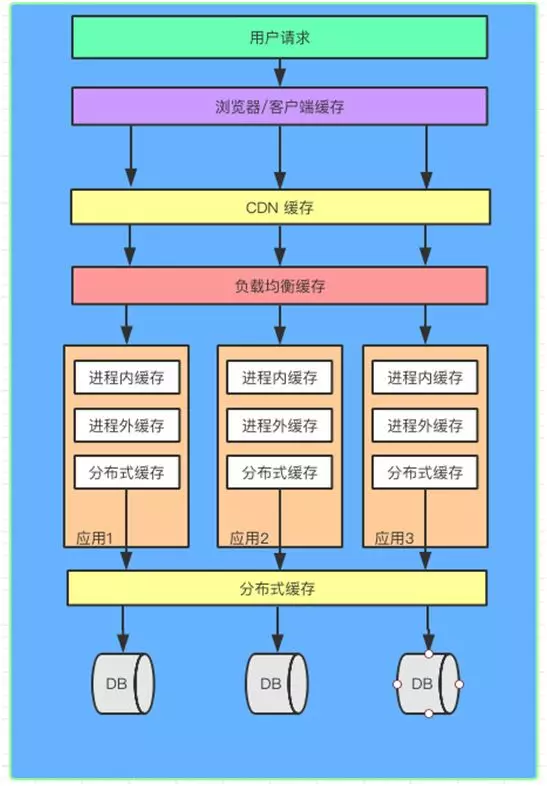 用户请求
浏览器/客户端缓存
CDN 缓存
负载均衡缓存
进程内缓存
进程外缓存
分布式缓存
应用1
进程内缓存
进程外缓存
分布式缓存
应用2
进程内缓存
进程外缓存
分布式缓存
应用3
分布式缓存
DB
DB
DB